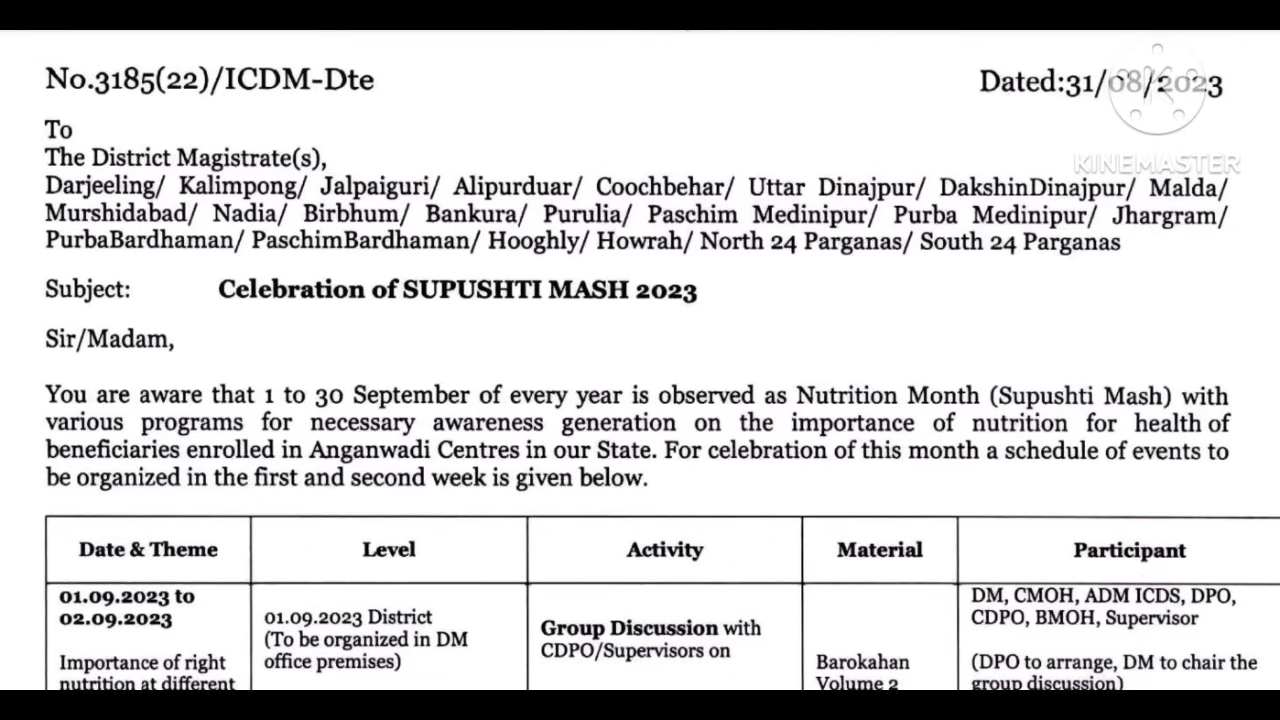 No.3185(22)/ICDM-Dte
Dated:31/08/2023
KINEMASTER
To
The District Magistrate(s),
Darjeeling/ Kalimpong/ Jalpaiguri/ Alipurduar/ Coochbehar/ Uttar Dinajpur/ DakshinDinajpur/ Malda/
Murshidabad/ Nadia/ Birbhum/ Bankura/ Purulia/ Paschim Medinipur/ Purba Medinipur/ Jhargram/
PurbaBardhaman/ PaschimBardhaman/ Hooghly/ Howrah/ North 24 Parganas/ South 24 Parganas
Subject: Celebration of SUPUSHTI MASH 2023
Sir/Madam,
You are aware that 1 to 30 September of every year is observed as Nutrition Month (Supushti Mash) with
various programs for necessary awareness generation on the importance of nutrition for health of
beneficiaries enrolled in Anganwadi Centres in our State. For celebration of this month a schedule of events to
be organized in the first and second week is given below.
Date & Theme
Level
Activity
Material
Participant
01.09.2023 to
02.09.2023
Importance of right
nutrition at different
01.09.2023 District
(To be organized in DM
office premises)
Group Discussion with
CDPO/Supervisors on
Barokahan
Volume 2
DM, CMOH, ADM ICDS, DPO,
CDPO, BMOH, Supervisor
(DPO to arrange, DM to chair the
group discussion)